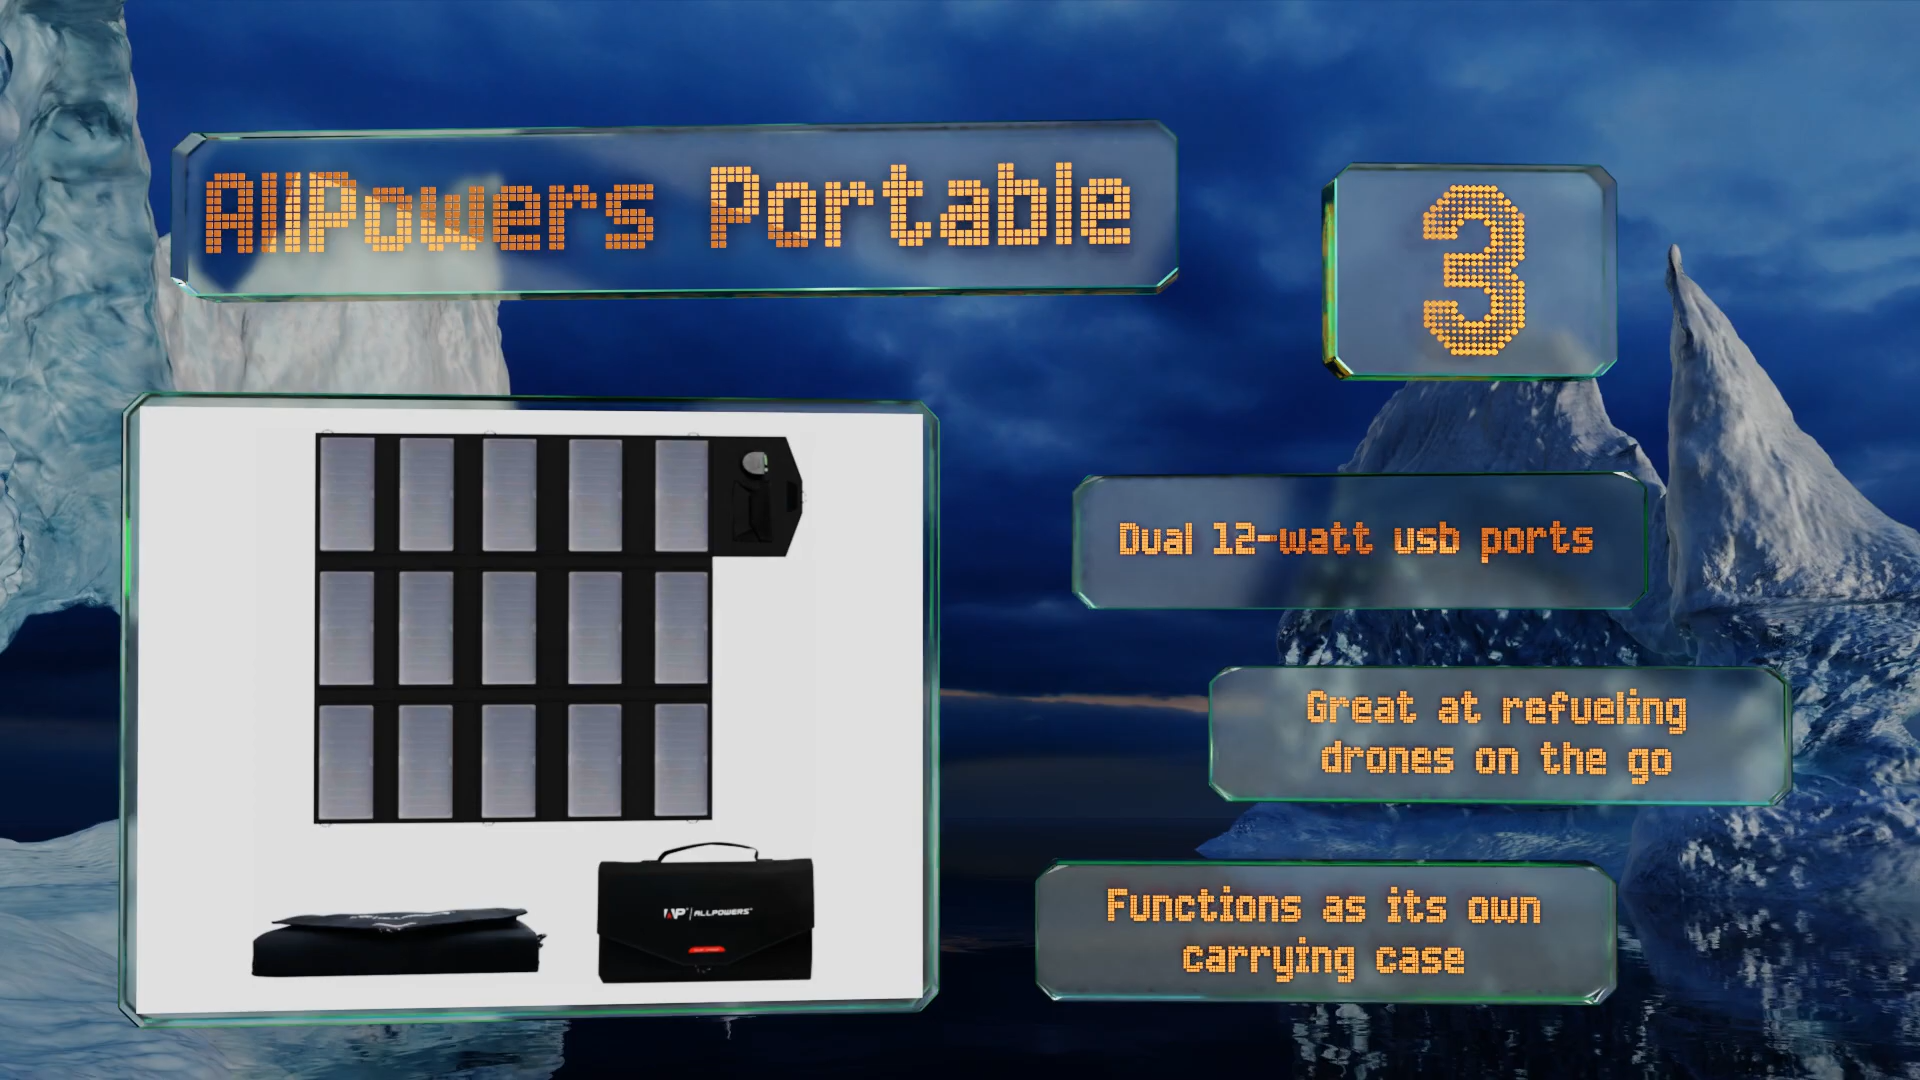 AllPowers Portable
3
Dual 12-watt usb ports
Great at refueling
drones on the go
Functions as its own
carrying case
AP | ALLPOWERS